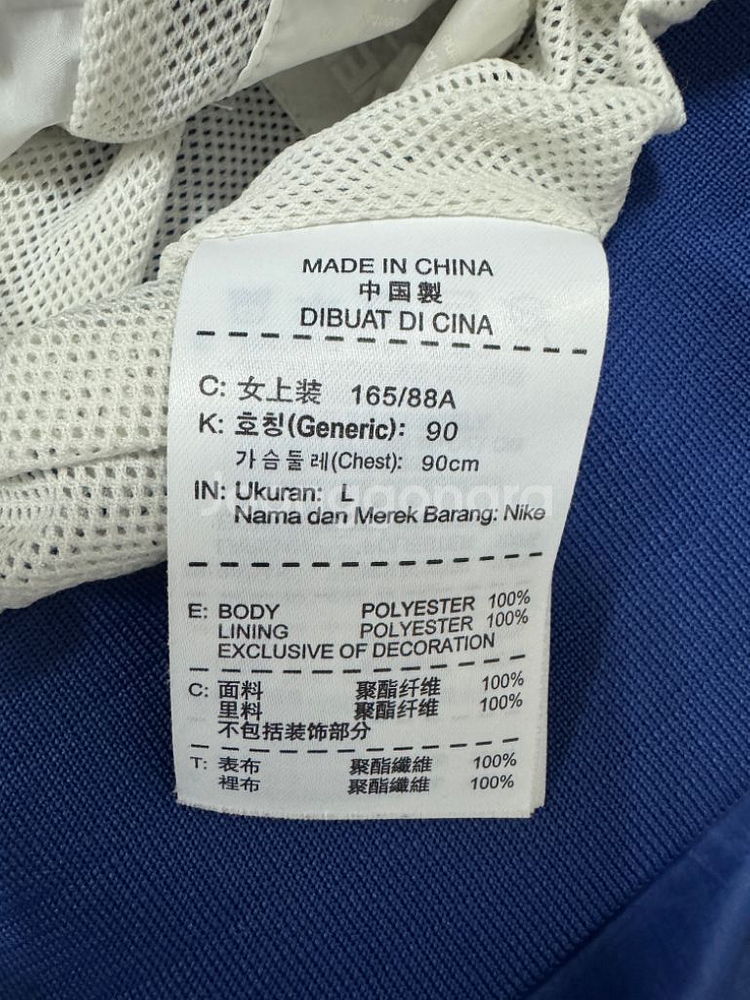 MADE IN CHINA
中国製
DIBUAT DI CINA
C: 女上装 165/88A
K: 호칭(Generic): 90
가슴둘레(Chest): 90cm
IN: Ukuran: L
Nama dan Merek Barang: Nike
E: BODY POLYESTER 100%
LINING POLYESTER 100%
EXCLUSIVE OF DECORATION
C: 面料 聚酯纤维 100%
里料 聚酯纤维 100%
不包括装饰部分
T: 表布 聚酯纖維 100%
裡布 聚酯纖維 100%